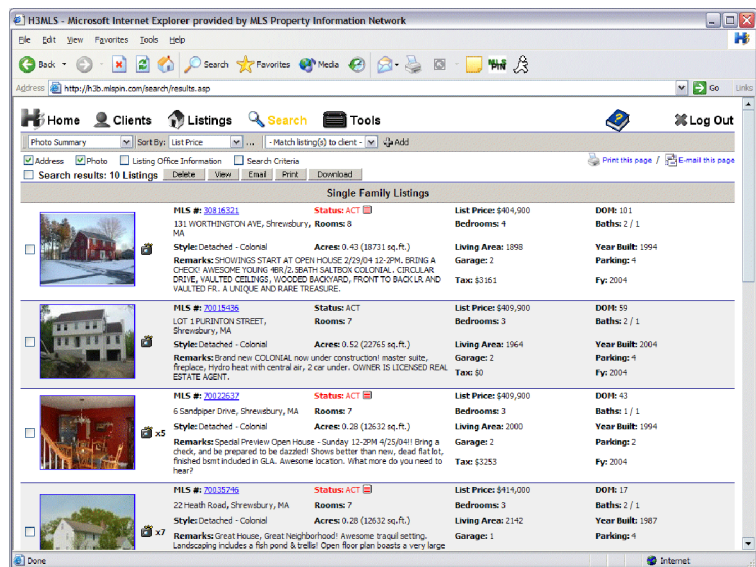 H3MLS - Microsoft Internet Explorer provided by MLS Property Information Network
File Edit View Favorites Tools Help
Back Search Favorites Media MLS PIN
Address http://h3b.mlspin.com/search/results.asp Go Links
H3 Home Clients Listings Search Tools Log Out
Photo Summary Sort By: List Price ... - Match listing(s) to client - Add
Address Photo Listing Office Information Search Criteria Print this page / E-mail this page
Search results: 10 Listings Delete View Email Print Download
Single Family Listings
MLS #: 30816321 Status: ACT List Price: $404,900 DOM: 101
131 WORTHINGTON AVE, Shrewsbury, MA Rooms: 8 Bedrooms: 4 Baths: 2 / 1
Style: Detached - Colonial Acres: 0.43 (18731 sq.ft.) Living Area: 1898 Year Built: 1994
Remarks: SHOWINGS START AT OPEN HOUSE 2/29/04 12-2PM. BRING A Garage: 2 Parking: 4
CHECK! AWESOME YOUNG 4BR/2.5BATH SALTBOX COLONIAL. CIRCULAR
DRIVE, VAULTED CEILINGS, WOODED BACKYARD, FRONT TO BACK LR AND Tax: $3161 Fy: 2004
VAULTED FR. A UNIQUE AND RARE TREASURE.
MLS #: 70015436 Status: ACT List Price: $409,900 DOM: 59
LOT 1 PURINTON STREET, Rooms: 7 Bedrooms: 3 Baths: 2 / 1
Shrewsbury, MA
Style: Detached - Colonial Acres: 0.52 (22765 sq.ft.) Living Area: 1964 Year Built: 2004
Remarks: Brand new COLONIAL now under construction! master suite, Garage: 2 Parking: 4
fireplace, Hydro heat with central air, 2 car under. OWNER IS LICENSED REAL Tax: $0 Fy: 2004
ESTATE AGENT.
MLS #: 70022637 Status: ACT List Price: $409,900 DOM: 43
6 Sandpiper Drive, Shrewsbury, MA Rooms: 7 Bedrooms: 3 Baths: 1 / 1
x5 Style: Detached - Colonial Acres: 0.28 (12632 sq.ft.) Living Area: 2000 Year Built: 1994
Remarks: Special Preview Open House - Sunday 12-2PM 4/25/04!! Bring a Garage: 2 Parking: 2
check, and be prepared to be dazzled! Shows better than new, dead flat lot,
finished bsmt included in GLA. Awesome location. What more do you need to Tax: $3253 Fy: 2004
hear?
MLS #: 70035746 Status: ACT List Price: $414,000 DOM: 17
22 Heath Road, Shrewsbury, MA Rooms: 7 Bedrooms: 3 Baths: 2 / 1
Style: Detached - Colonial Acres: 0.28 (12632 sq.ft.) Living Area: 2142 Year Built: 1987
x7 Remarks: Great House, Great Neighborhood! Awesome traquil setting. Garage: 1 Parking: 4
Landscaping includes a fish pond & trellis! Open floor plan boasts a very large
Done Internet